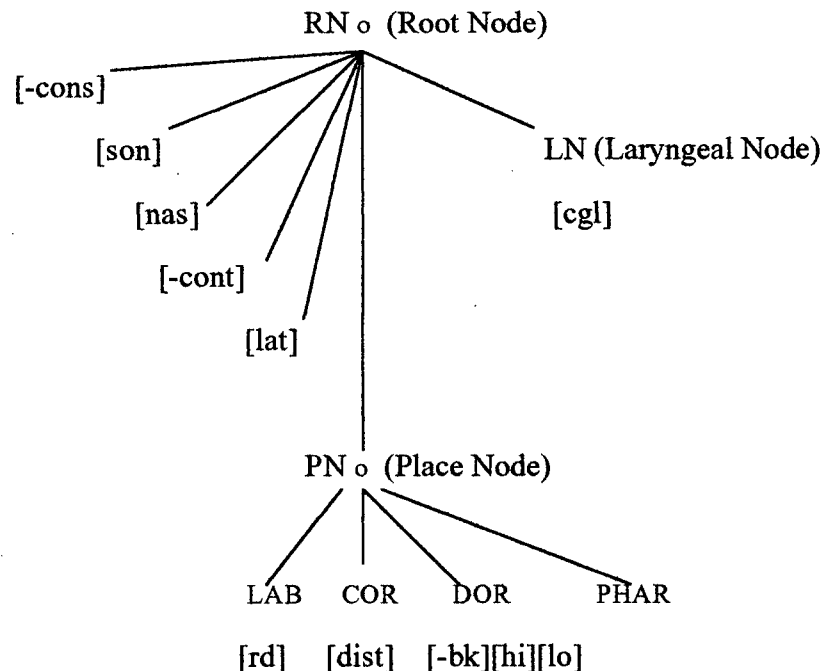 RN o (Root Node)
[-cons]
[son]
LN (Laryngeal Node)
[nas]
[cgl]
[-cont]
[lat]
PN o (Place Node)
LAB COR DOR PHAR
[rd] [dist] [-bk][hi][lo]